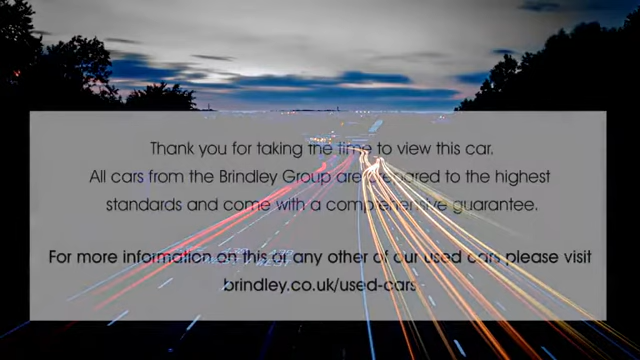 Thank you for taking the time to view this car.
All cars from the Brindley Group are prepared to the highest
standards and come with a comprehensive guarantee.
For more information on this or any other of our used cars please visit
brindley.co.uk/used-cars